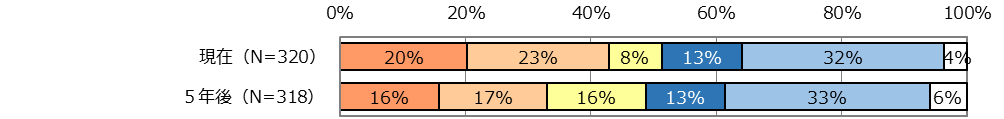 0% 20% 40% 60% 80% 100%
現在（N=320） 20% 23% 8% 13% 32% 4%
５年後（N=318） 16% 17% 16% 13% 33% 6%